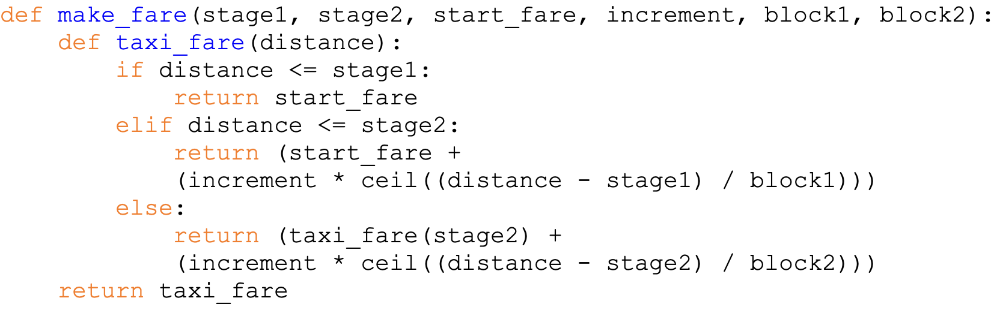 def make_fare(stage1, stage2, start_fare, increment, block1, block2):
    def taxi_fare(distance):
        if distance <= stage1:
            return start_fare
        elif distance <= stage2:
            return (start_fare +
            (increment * ceil((distance - stage1) / block1)))
        else:
            return (taxi_fare(stage2) +
            (increment * ceil((distance - stage2) / block2)))
    return taxi_fare